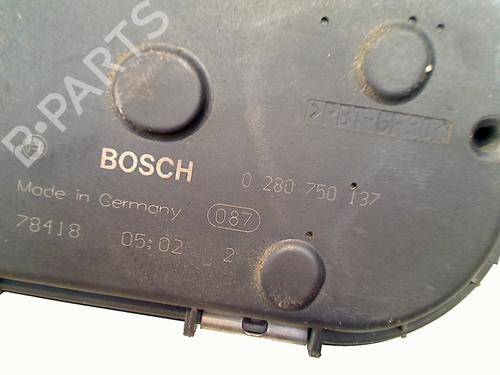 B-PARTS
>PBT-GF30<
BOSCH 0 280 750 137
Made in Germany 087
78418 05:02 2